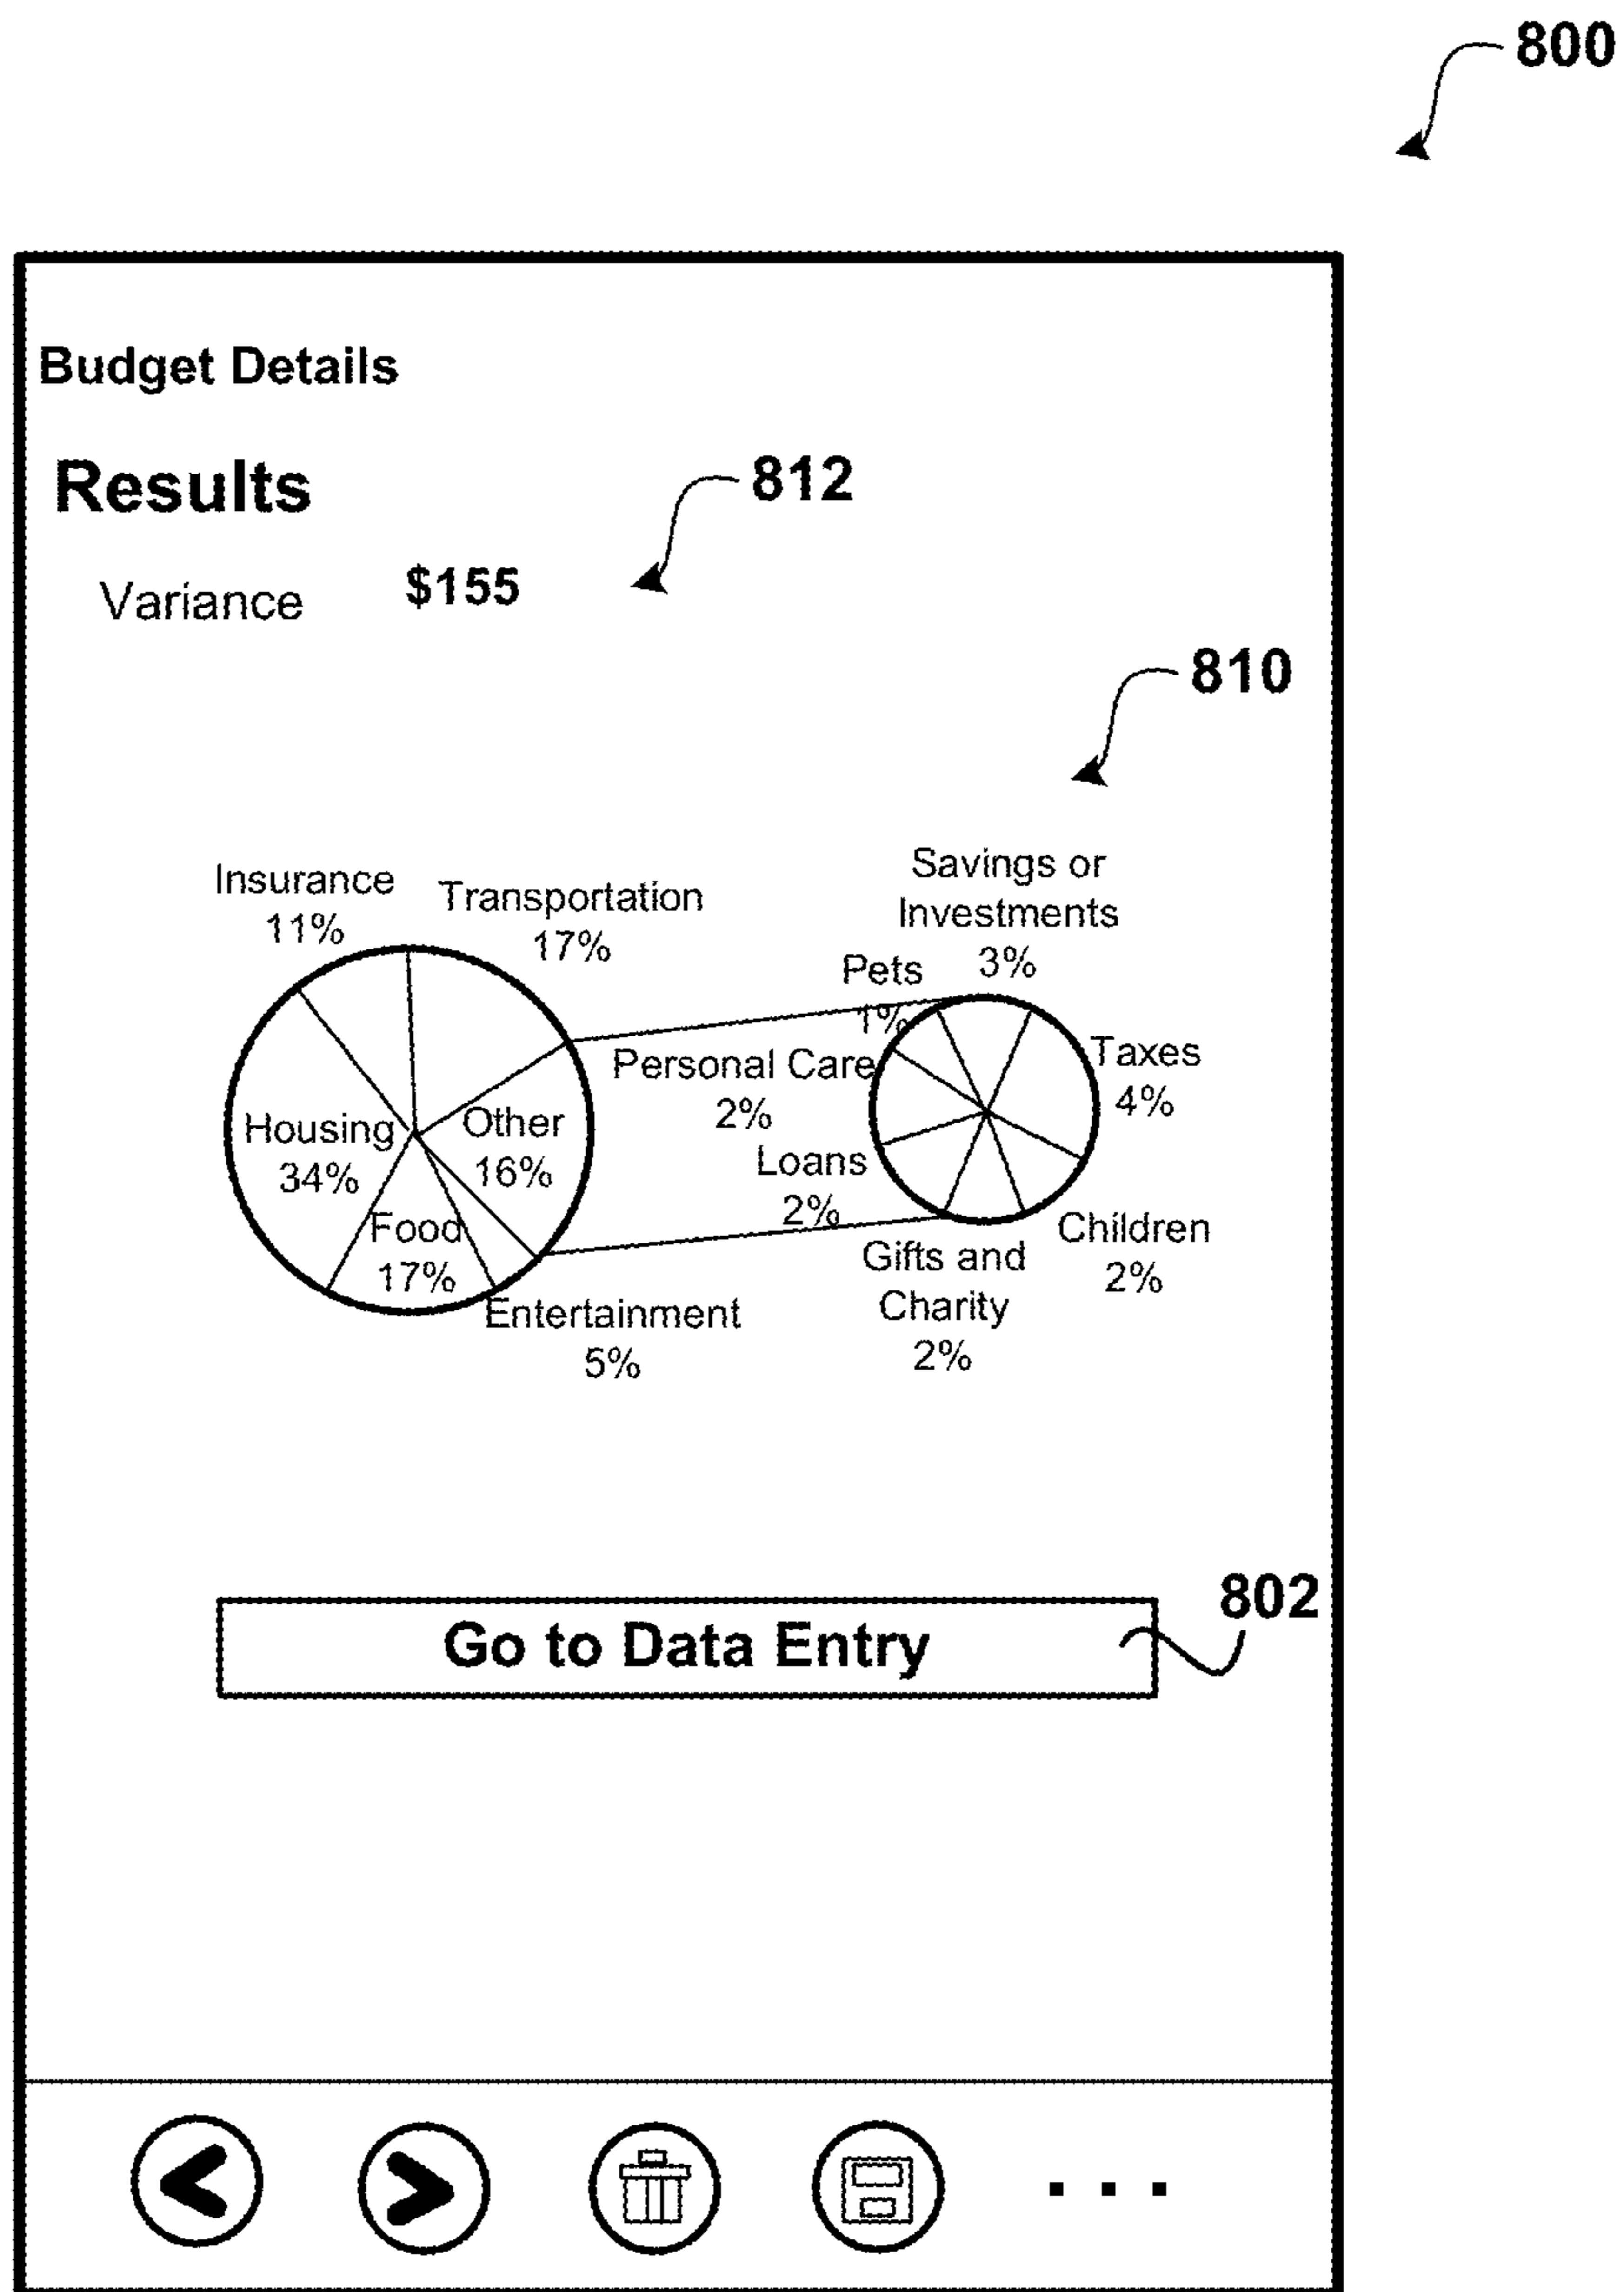 800
Budget Details
Results
812
Variance $155
810
Insurance
11%
Transportation
17%
Housing
34%
Other
16%
Food
17%
Entertainment
5%
Savings or
Investments
3%
Pets
1%
Personal Care
2%
Taxes
4%
Loans
2%
Gifts and
Charity
2%
Children
2%
Go to Data Entry
802